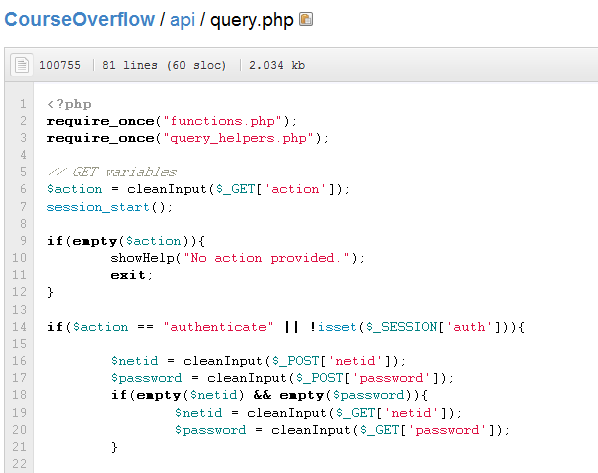 CourseOverflow / api / query.php
100755 | 81 lines (60 sloc) | 2.034 kb
1 <?php
2 require_once("functions.php");
3 require_once("query_helpers.php");
4
5 // GET variables
6 $action = cleanInput($_GET['action']);
7 session_start();
8
9 if(empty($action)){
10 showHelp("No action provided.");
11 exit;
12 }
13
14 if($action == "authenticate" || !isset($_SESSION['auth'])){
15
16 $netid = cleanInput($_POST['netid']);
17 $password = cleanInput($_POST['password']);
18 if(empty($netid) && empty($password)){
19 $netid = cleanInput($_GET['netid']);
20 $password = cleanInput($_GET['password']);
21 }
22